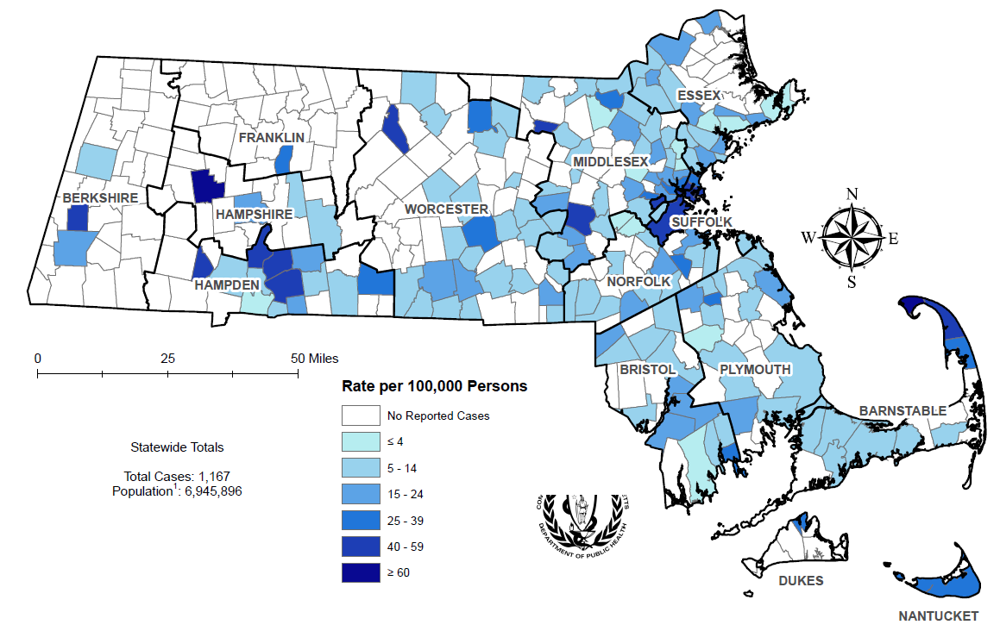 ESSEX
FRANKLIN
MIDDLESEX
BERKSHIRE
HAMPSHIRE
WORCESTER
N
SUFFOLK
W E
S
HAMPDEN
NORFOLK
0 25 50 Miles
BRISTOL
PLYMOUTH
Rate per 100,000 Persons
BARNSTABLE
No Reported Cases
≤ 4
Statewide Totals
5 - 14
Total Cases: 1,167
Population1: 6,945,896
15 - 24
25 - 39
DEPARTMENT OF PUBLIC HEALTH
40 - 59
≥ 60
DUKES
NANTUCKET